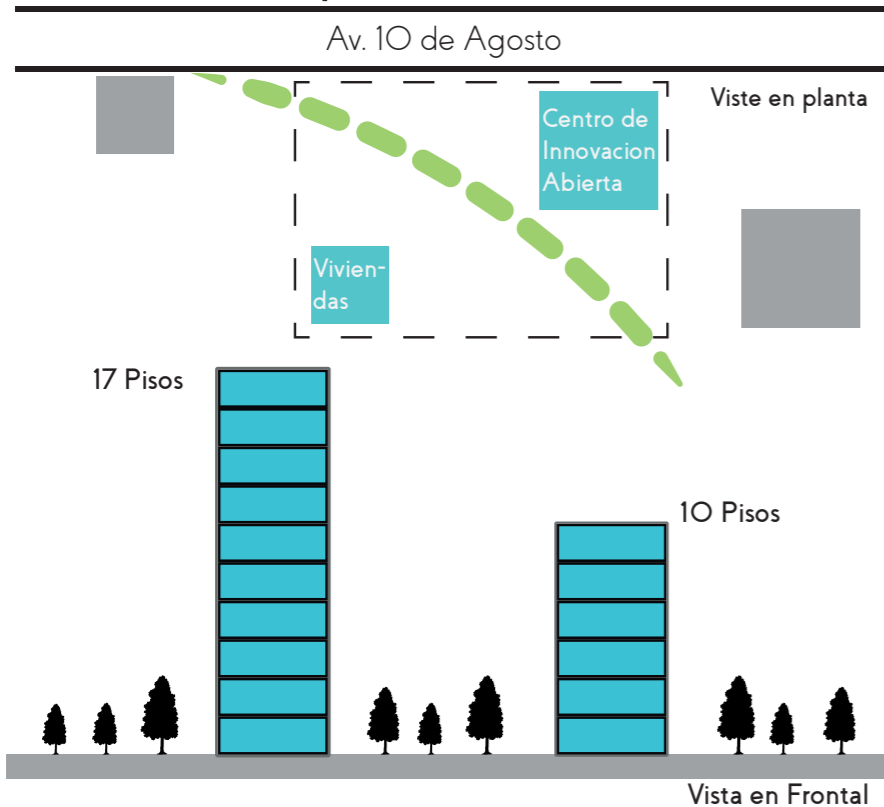 Av. 10 de Agosto
Viste en planta
Centro de
Innovacion
Abierta
Vivien-
das
17 Pisos
10 Pisos
Vista en Frontal